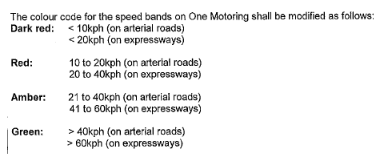 The colour code for the speed bands on One Motoring shall be modified as follows:
Dark red: < 10kph (on arterial roads)
< 20kph (on expressways)
Red: 10 to 20kph (on arterial roads)
20 to 40kph (on expressways)
Amber: 21 to 40kph (on arterial roads)
41 to 60kph (on expressways)
Green: > 40kph (on arterial roads)
> 60kph (on expressways)